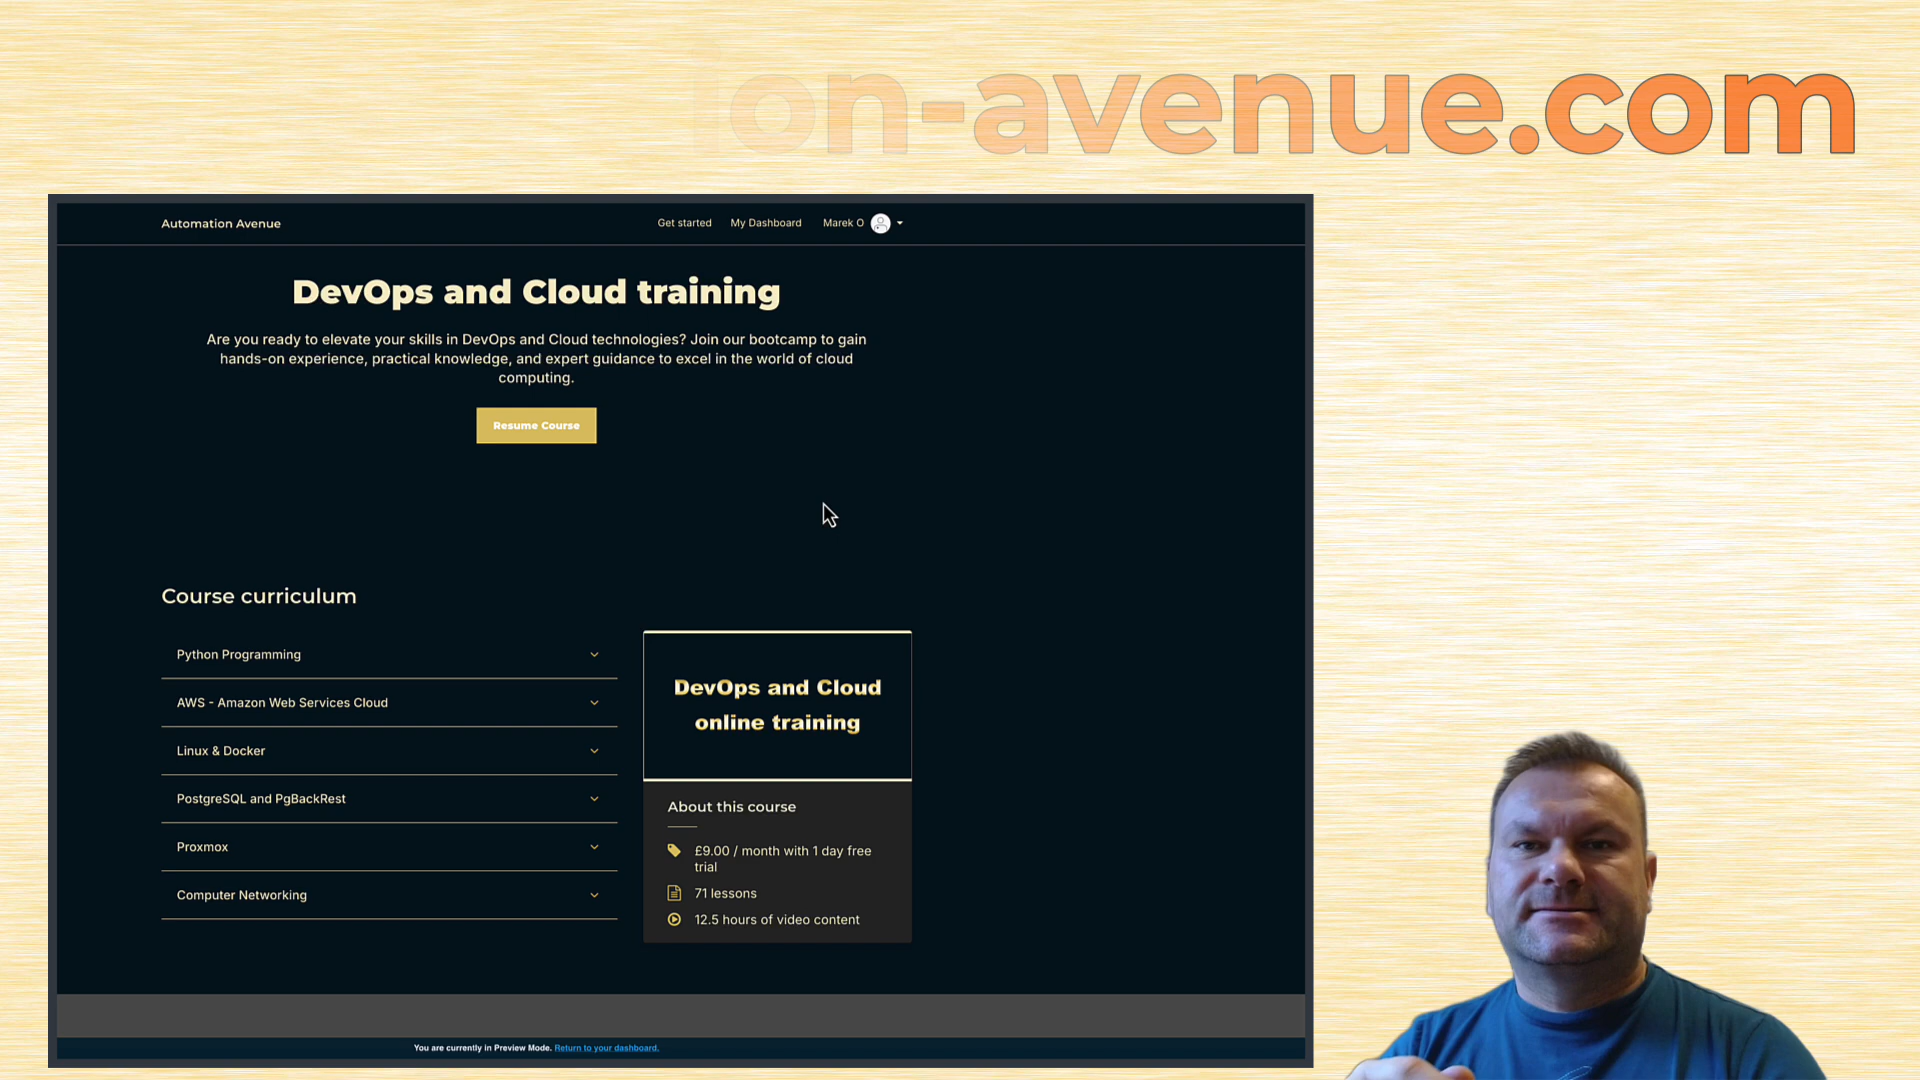 ion-avenue.com
Automation Avenue
Get started
My Dashboard
Marek O
DevOps and Cloud training
Are you ready to elevate your skills in DevOps and Cloud technologies? Join our bootcamp to gain
hands-on experience, practical knowledge, and expert guidance to excel in the world of cloud
computing.
Resume Course
Course curriculum
Python Programming
AWS - Amazon Web Services Cloud
Linux & Docker
PostgreSQL and PgBackRest
Proxmox
Computer Networking
DevOps and Cloud
online training
About this course
£9.00 / month with 1 day free
trial
71 lessons
12.5 hours of video content
You are currently in Preview Mode. Return to your dashboard.